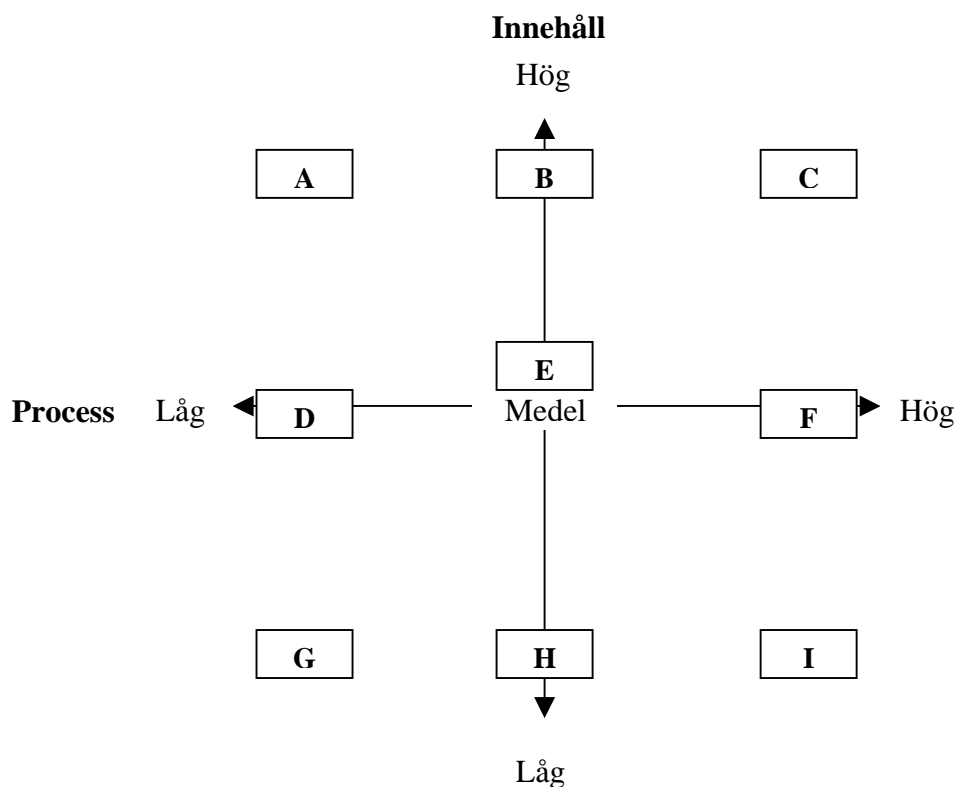 Innehåll
Hög
A B C
E
Process Låg D Medel F Hög
G H I
Låg